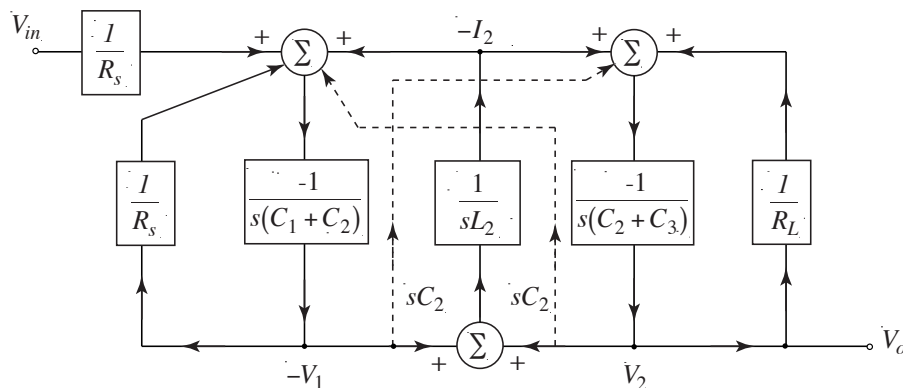 V_in
1/R_s
+
Σ
+
-I_2
+
Σ
+
1/R_s
-1/s(C_1+C_2)
1/sL_2
-1/s(C_2+C_3)
1/R_L
sC_2
sC_2
+
Σ
+
-V_1
V_2
V_o